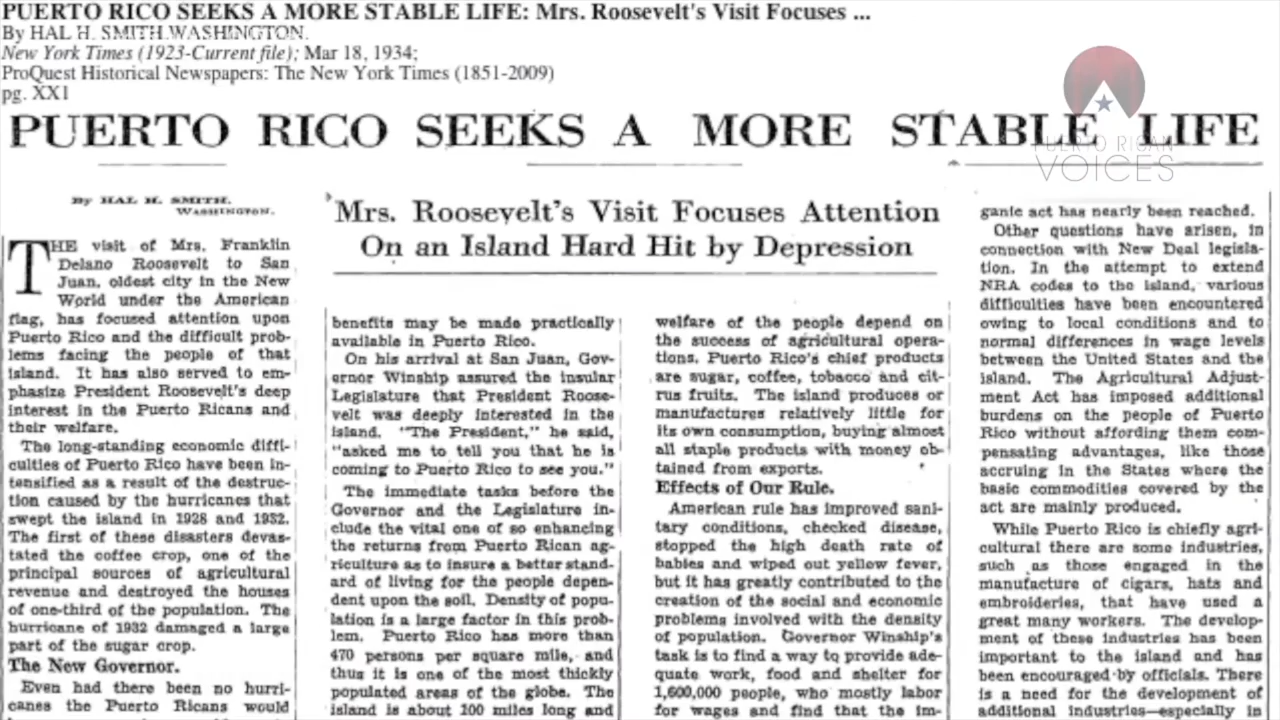 PUERTO RICO SEEKS A MORE STABLE LIFE: Mrs. Roosevelt's Visit Focuses ...
By HAL H. SMITH.WASHINGTON.
New York Times (1923-Current file); Mar 18, 1934;
ProQuest Historical Newspapers: The New York Times (1851-2009)
pg. XX1
PUERTO RICO SEEKS A MORE STABLE LIFE
PUERTO RICAN
VOICES
By HAL H. SMITH.
WASHINGTON.
THE visit of Mrs. Franklin
Delano Roosevelt to San
Juan, oldest city in the New
World under the American
flag, has focused attention upon
Puerto Rico and the difficult prob-
lems facing the people of that
island. It has also served to em-
phasize President Roosevelt's deep
interest in the Puerto Ricans and
their welfare.
The long-standing economic diffi-
culties of Puerto Rico have been in-
tensified as a result of the destruc-
tion caused by the hurricanes that
swept the island in 1928 and 1932.
The first of these disasters devas-
tated the coffee crop, one of the
principal sources of agricultural
revenue and destroyed the houses
of one-third of the population. The
hurricane of 1932 damaged a large
part of the sugar crop.
The New Governor.
Even had there been no hurri-
canes the Puerto Ricans would
Mrs. Roosevelt's Visit Focuses Attention
On an Island Hard Hit by Depression
benefits may be made practically
available in Puerto Rico.
On his arrival at San Juan, Gov-
ernor Winship assured the insular
Legislature that President Roose-
velt was deeply interested in the
island. "The President," he said,
"asked me to tell you that he is
coming to Puerto Rico to see you."
The immediate tasks before the
Governor and the Legislature in-
clude the vital one of so enhancing
the returns from Puerto Rican ag-
riculture as to insure a better stand-
ard of living for the people depen-
dent upon the soil. Density of popu-
lation is a large factor in this prob-
lem. Puerto Rico has more than
470 persons per square mile, and
thus it is one of the most thickly
populated areas of the globe. The
island is about 100 miles long and
welfare of the people depend on
the success of agricultural opera-
tions. Puerto Rico's chief products
are sugar, coffee, tobacco and cit-
rus fruits. The island produces or
manufactures relatively little for
its own consumption, buying almost
all staple products with money ob-
tained from exports.
Effects of Our Rule.
American rule has improved sani-
tary conditions, checked disease,
stopped the high death rate of
babies and wiped out yellow fever,
but it has greatly contributed to the
creation of the social and economic
problems involved with the density
of population. Governor Winship's
task is to find a way to provide ade-
quate work, food and shelter for
1,600,000 people, who mostly labor
for wages and find that the im-
ganic act has nearly been reached.
Other questions have arisen, in
connection with New Deal legisla-
tion. In the attempt to extend
NRA codes to the island, various
difficulties have been encountered
owing to local conditions and to
normal differences in wage levels
between the United States and the
island. The Agricultural Adjust-
ment Act has imposed additional
burdens on the people of Puerto
Rico without affording them com-
pensating advantages, like those
accruing in the States where the
basic commodities covered by the
act are mainly produced.
While Puerto Rico is chiefly agri-
cultural there are some industries,
such as those engaged in the
manufacture of cigars, hats and
embroideries, that have used a
great many workers. The develop-
ment of these industries has been
important to the island and has
been encouraged by officials. There
is a need for the development of
additional industries—especially in